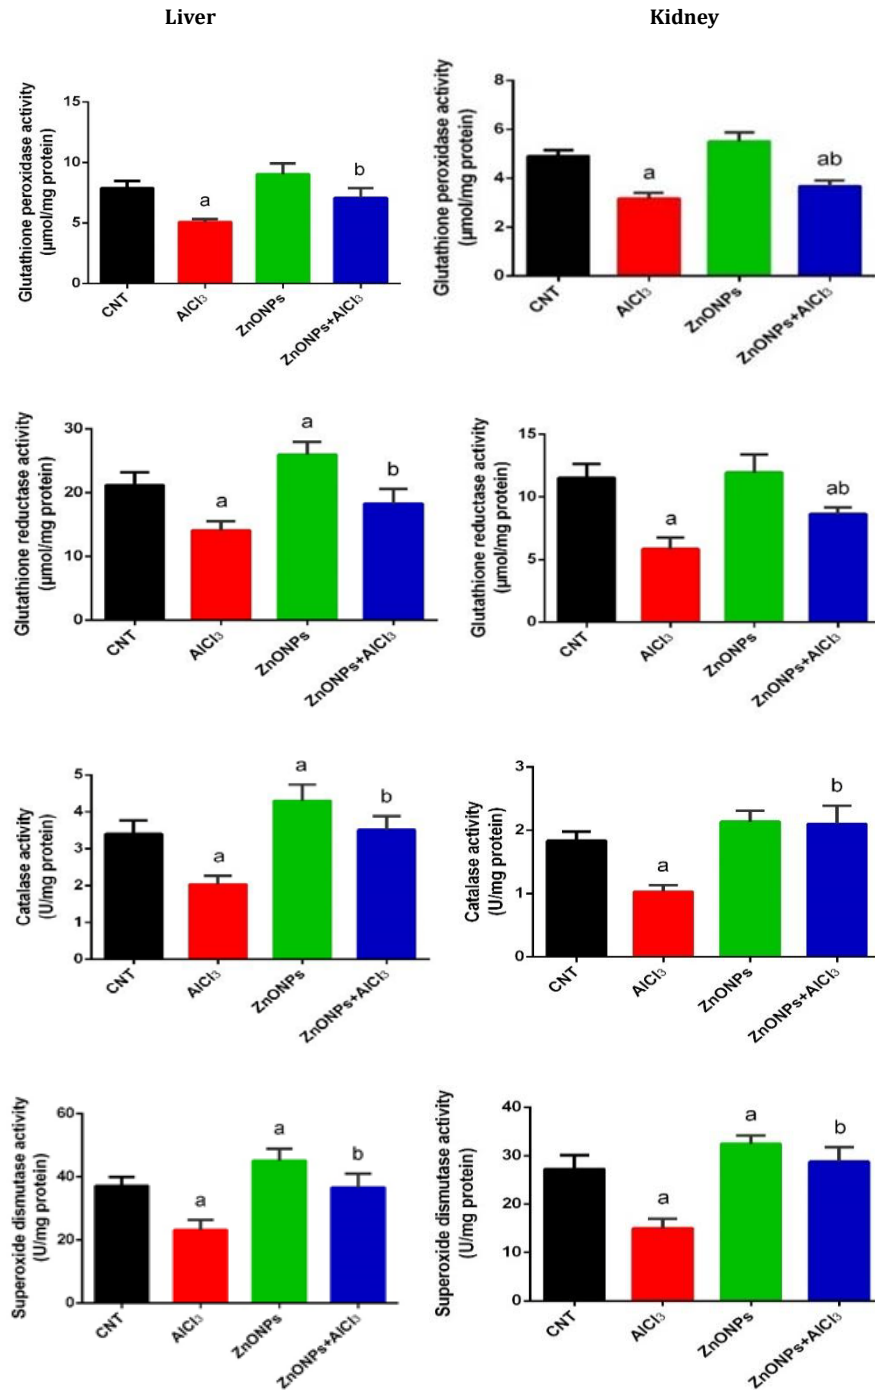 Liver
Kidney
Glutathione peroxidase activity
(µmol/mg protein)
15
10
5
0
a
b
CNT
AlCl₃
ZnONPs
ZnONPs+AlCl₃
Glutathione peroxidase activity
(µmol/mg protein)
8
6
4
2
0
a
ab
CNT
AlCl₃
ZnONPs
ZnONPs+AlCl₃
Glutathione reductase activity
(µmol/mg protein)
30
20
10
0
a
a
b
CNT
AlCl₃
ZnONPs
ZnONPs+AlCl₃
Glutathione reductase activity
(µmol/mg protein)
15
10
5
0
a
ab
CNT
AlCl₃
ZnONPs
ZnONPs+AlCl₃
Catalase activity
(U/mg protein)
5
4
3
2
1
0
a
a
b
CNT
AlCl₃
ZnONPs
ZnONPs+AlCl₃
Catalase activity
(U/mg protein)
3
2
1
0
a
b
CNT
AlCl₃
ZnONPs
ZnONPs+AlCl₃
Superoxide dismutase activity
(U/mg protein)
60
40
20
0
a
a
b
CNT
AlCl₃
ZnONPs
ZnONPs+AlCl₃
Superoxide dismutase activity
(U/mg protein)
40
30
20
10
0
a
a
b
CNT
AlCl₃
ZnONPs
ZnONPs+AlCl₃